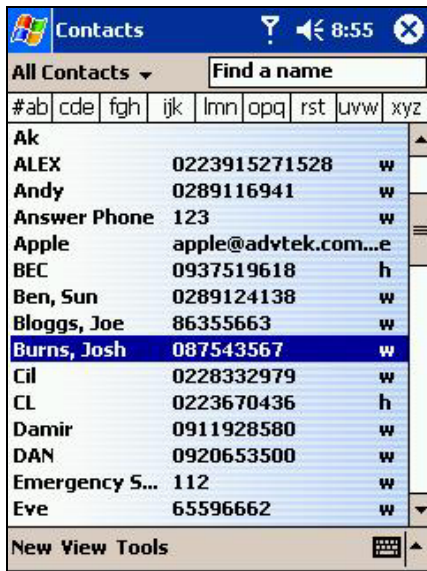 Contacts 8:55
All Contacts Find a name
#ab cde fgh ijk lmn opq rst uvw xyz
Ak
ALEX 0223915271528 w
Andy 0289116941 w
Answer Phone 123 w
Apple apple@advtek.com...e
BEC 0937519618 h
Ben, Sun 0289124138 w
Bloggs, Joe 86355663 w
Burns, Josh 087543567 w
Cil 0228332979 w
CL 0223670436 h
Damir 0911928580 w
DAN 0920653500 w
Emergency S... 112 w
Eve 65596662 w
New View Tools